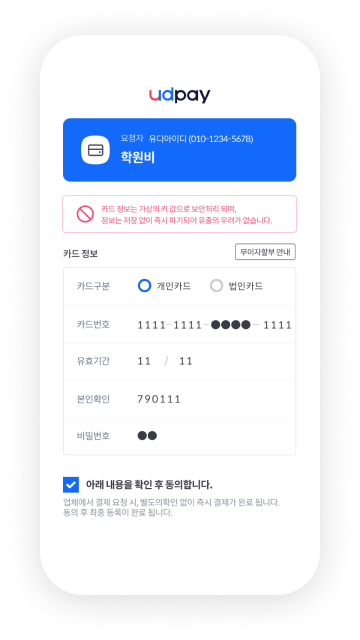 udpay
요청자 유디아이디 (010-1234-5678)
학원비
카드 정보는 가상의 키 값으로 보안처리 되며,
정보는 저장 없이 즉시 파기되어 유출의 우려가 없습니다.
카드 정보
무이자할부 안내
카드구분 개인카드 법인카드
카드번호 1111-1111-●●●●- 1111
유효기간 11 / 11
본인확인 790111
비밀번호 ●●
아래 내용을 확인 후 동의합니다.
업체에서 결제 요청 시, 별도의확인 없이 즉시 결제가 완료 됩니다.
동의 후 최종 등록이 완료 됩니다.